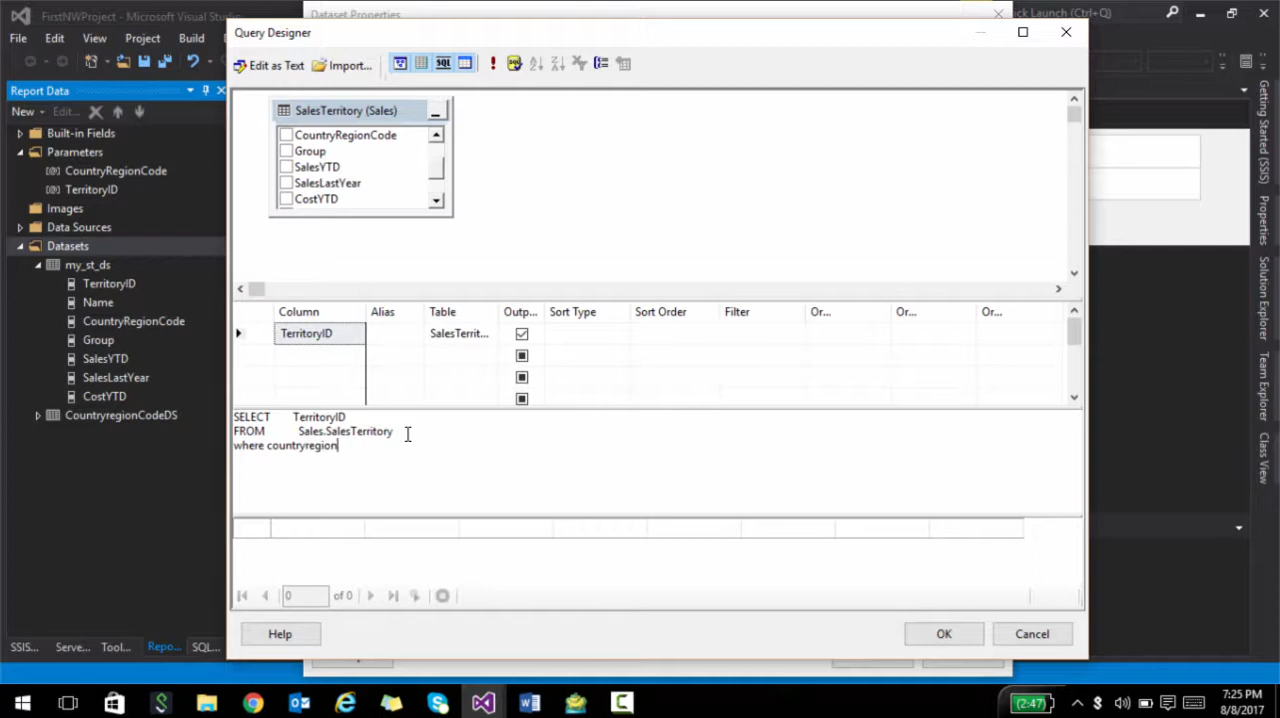 FirstNWProject - Microsoft Visual Studio
Dataset Properties
ck Launch (Ctrl+Q)
File Edit View Project Build
Report Data
New Edit...
Built-in Fields
Parameters
CountryRegionCode
TerritoryID
Images
Data Sources
Datasets
my_st_ds
TerritoryID
Name
CountryRegionCode
Group
SalesYTD
SalesLastYear
CostYTD
CountryregionCodeDS
SSIS... Serve... Tool... Repo... SQL...
Query Designer
Edit as Text Import... SQL
SalesTerritory (Sales)
CountryRegionCode
Group
SalesYTD
SalesLastYear
CostYTD
Column Alias Table Outp... Sort Type Sort Order Filter Or... Or... Or...
TerritoryID SalesTerrit...
SELECT TerritoryID
FROM Sales.SalesTerritory
where countryregion
0 of 0
Help OK Cancel
Getting Started (SSIS)
Properties
Solution Explorer
Team Explorer
Class View
2:47
7:25 PM
8/8/2017